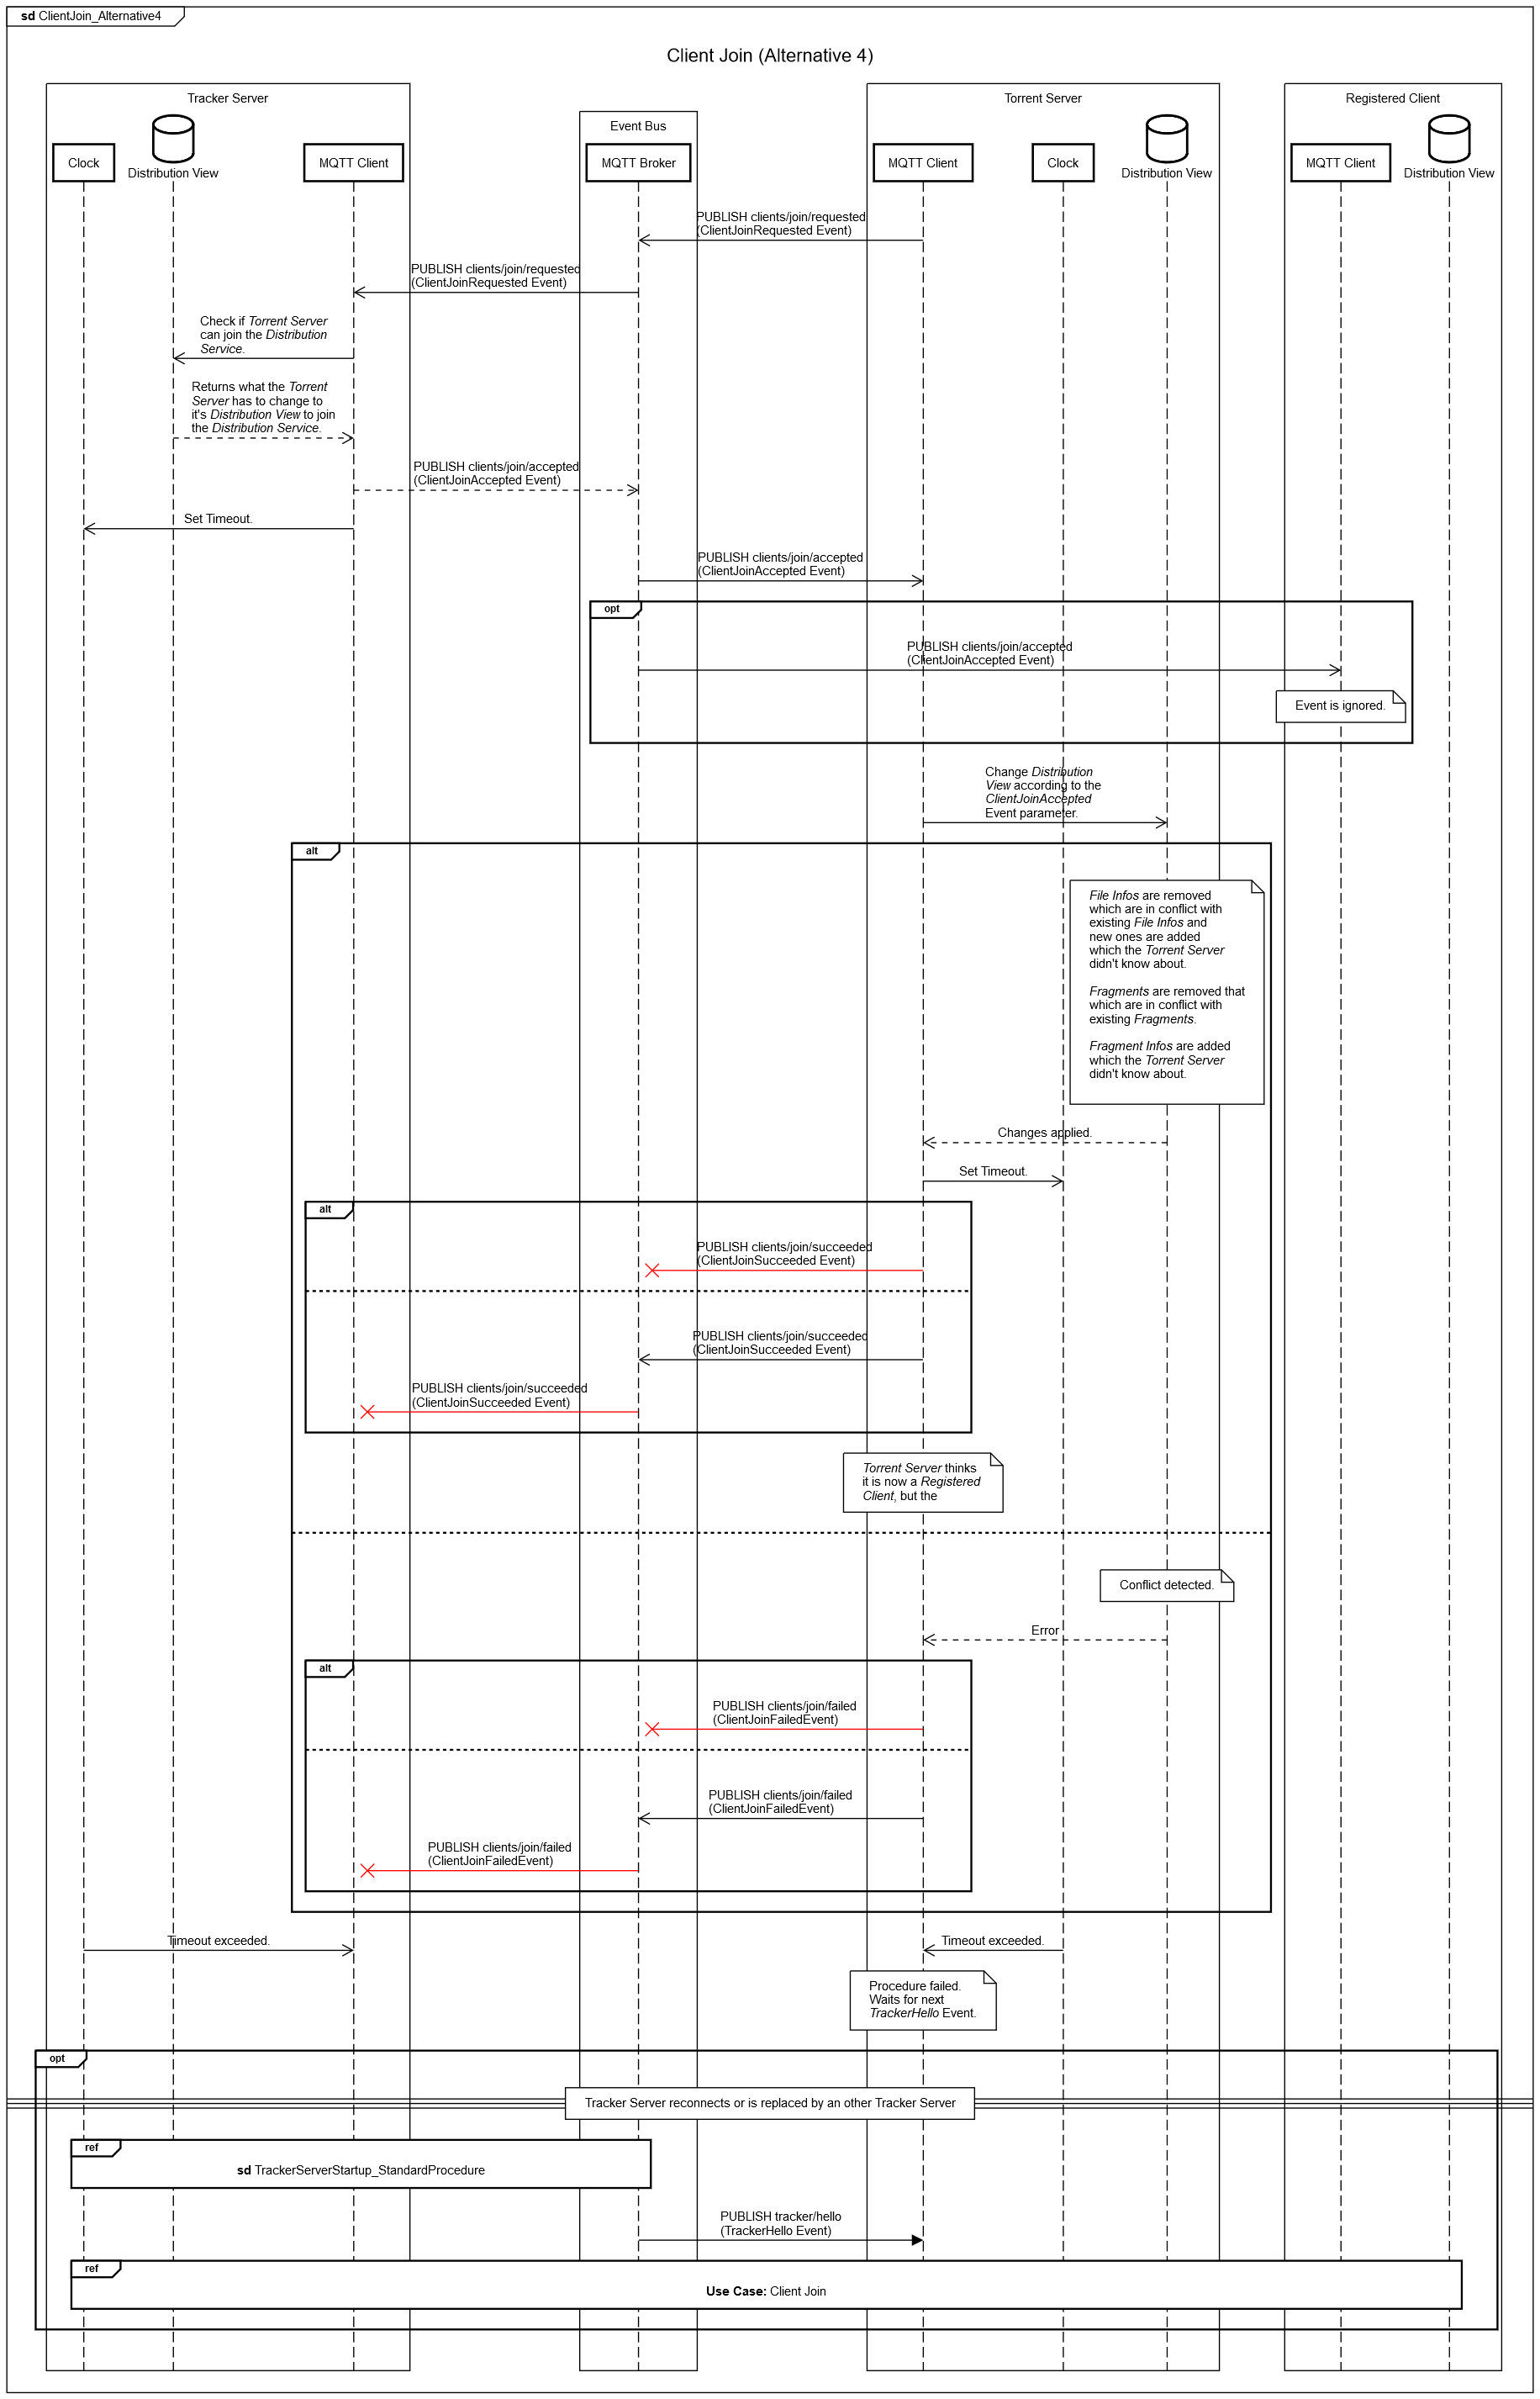 sd ClientJoin_Alternative4
Client Join (Alternative 4)
Tracker Server
Torrent Server
Registered Client
Event Bus
Clock
Distribution View
MQTT Client
MQTT Broker
MQTT Client
Clock
Distribution View
MQTT Client
Distribution View
PUBLISH clients/join/requested
(ClientJoinRequested Event)
PUBLISH clients/join/requested
(ClientJoinRequested Event)
Check if Torrent Server
can join the Distribution
Service.
Returns what the Torrent
Server has to change to
it's Distribution View to join
the Distribution Service.
PUBLISH clients/join/accepted
(ClientJoinAccepted Event)
Set Timeout.
PUBLISH clients/join/accepted
(ClientJoinAccepted Event)
opt
PUBLISH clients/join/accepted
(ClientJoinAccepted Event)
Event is ignored.
Change Distribution
View according to the
ClientJoinAccepted
Event parameter.
alt
File Infos are removed
which are in conflict with
existing File Infos and
new ones are added
which the Torrent Server
didn't know about.
Fragments are removed that
which are in conflict with
existing Fragments.
Fragment Infos are added
which the Torrent Server
didn't know about.
Changes applied.
Set Timeout.
alt
PUBLISH clients/join/succeeded
(ClientJoinSucceeded Event)
PUBLISH clients/join/succeeded
(ClientJoinSucceeded Event)
PUBLISH clients/join/succeeded
(ClientJoinSucceeded Event)
Torrent Server thinks
it is now a Registered
Client, but the
Conflict detected.
Error
alt
PUBLISH clients/join/failed
(ClientJoinFailedEvent)
PUBLISH clients/join/failed
(ClientJoinFailedEvent)
PUBLISH clients/join/failed
(ClientJoinFailedEvent)
Timeout exceeded.
Timeout exceeded.
Procedure failed.
Waits for next
TrackerHello Event.
opt
Tracker Server reconnects or is replaced by an other Tracker Server
ref
sd TrackerServerStartup_StandardProcedure
PUBLISH tracker/hello
(TrackerHello Event)
ref
Use Case: Client Join